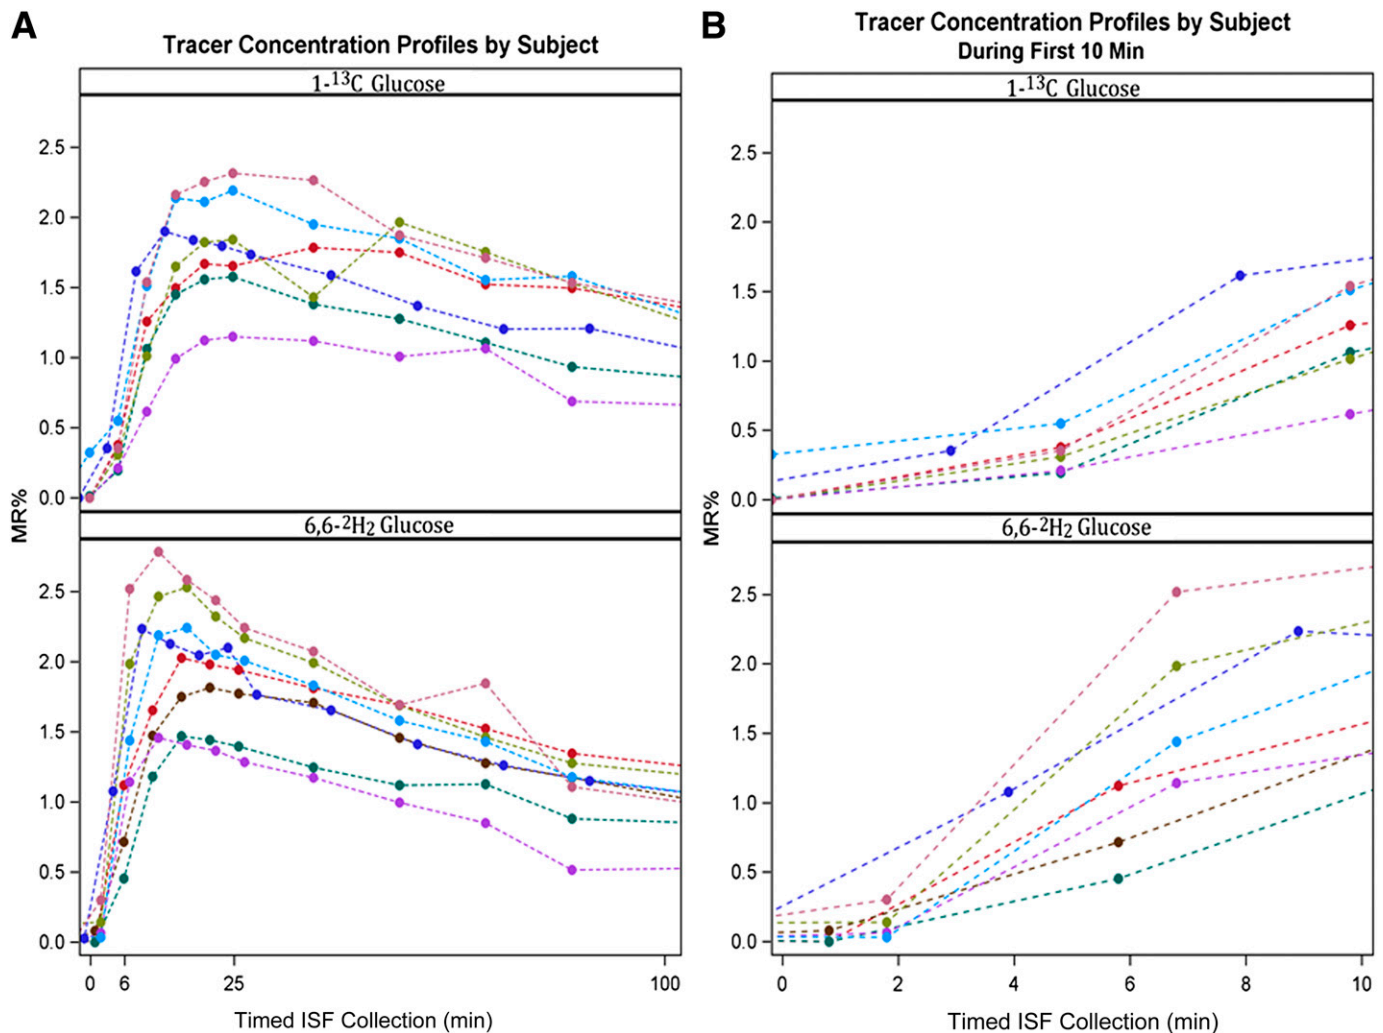 A
Tracer Concentration Profiles by Subject
1-¹³C Glucose
2.5
2.0
1.5
1.0
0.5
0.0
MR%
6,6-²H₂ Glucose
2.5
2.0
1.5
1.0
0.5
0.0
0 6 25 100
Timed ISF Collection (min)
B
Tracer Concentration Profiles by Subject
During First 10 Min
1-¹³C Glucose
2.5
2.0
1.5
1.0
0.5
0.0
MR%
6,6-²H₂ Glucose
2.5
2.0
1.5
1.0
0.5
0.0
0 2 4 6 8 10
Timed ISF Collection (min)